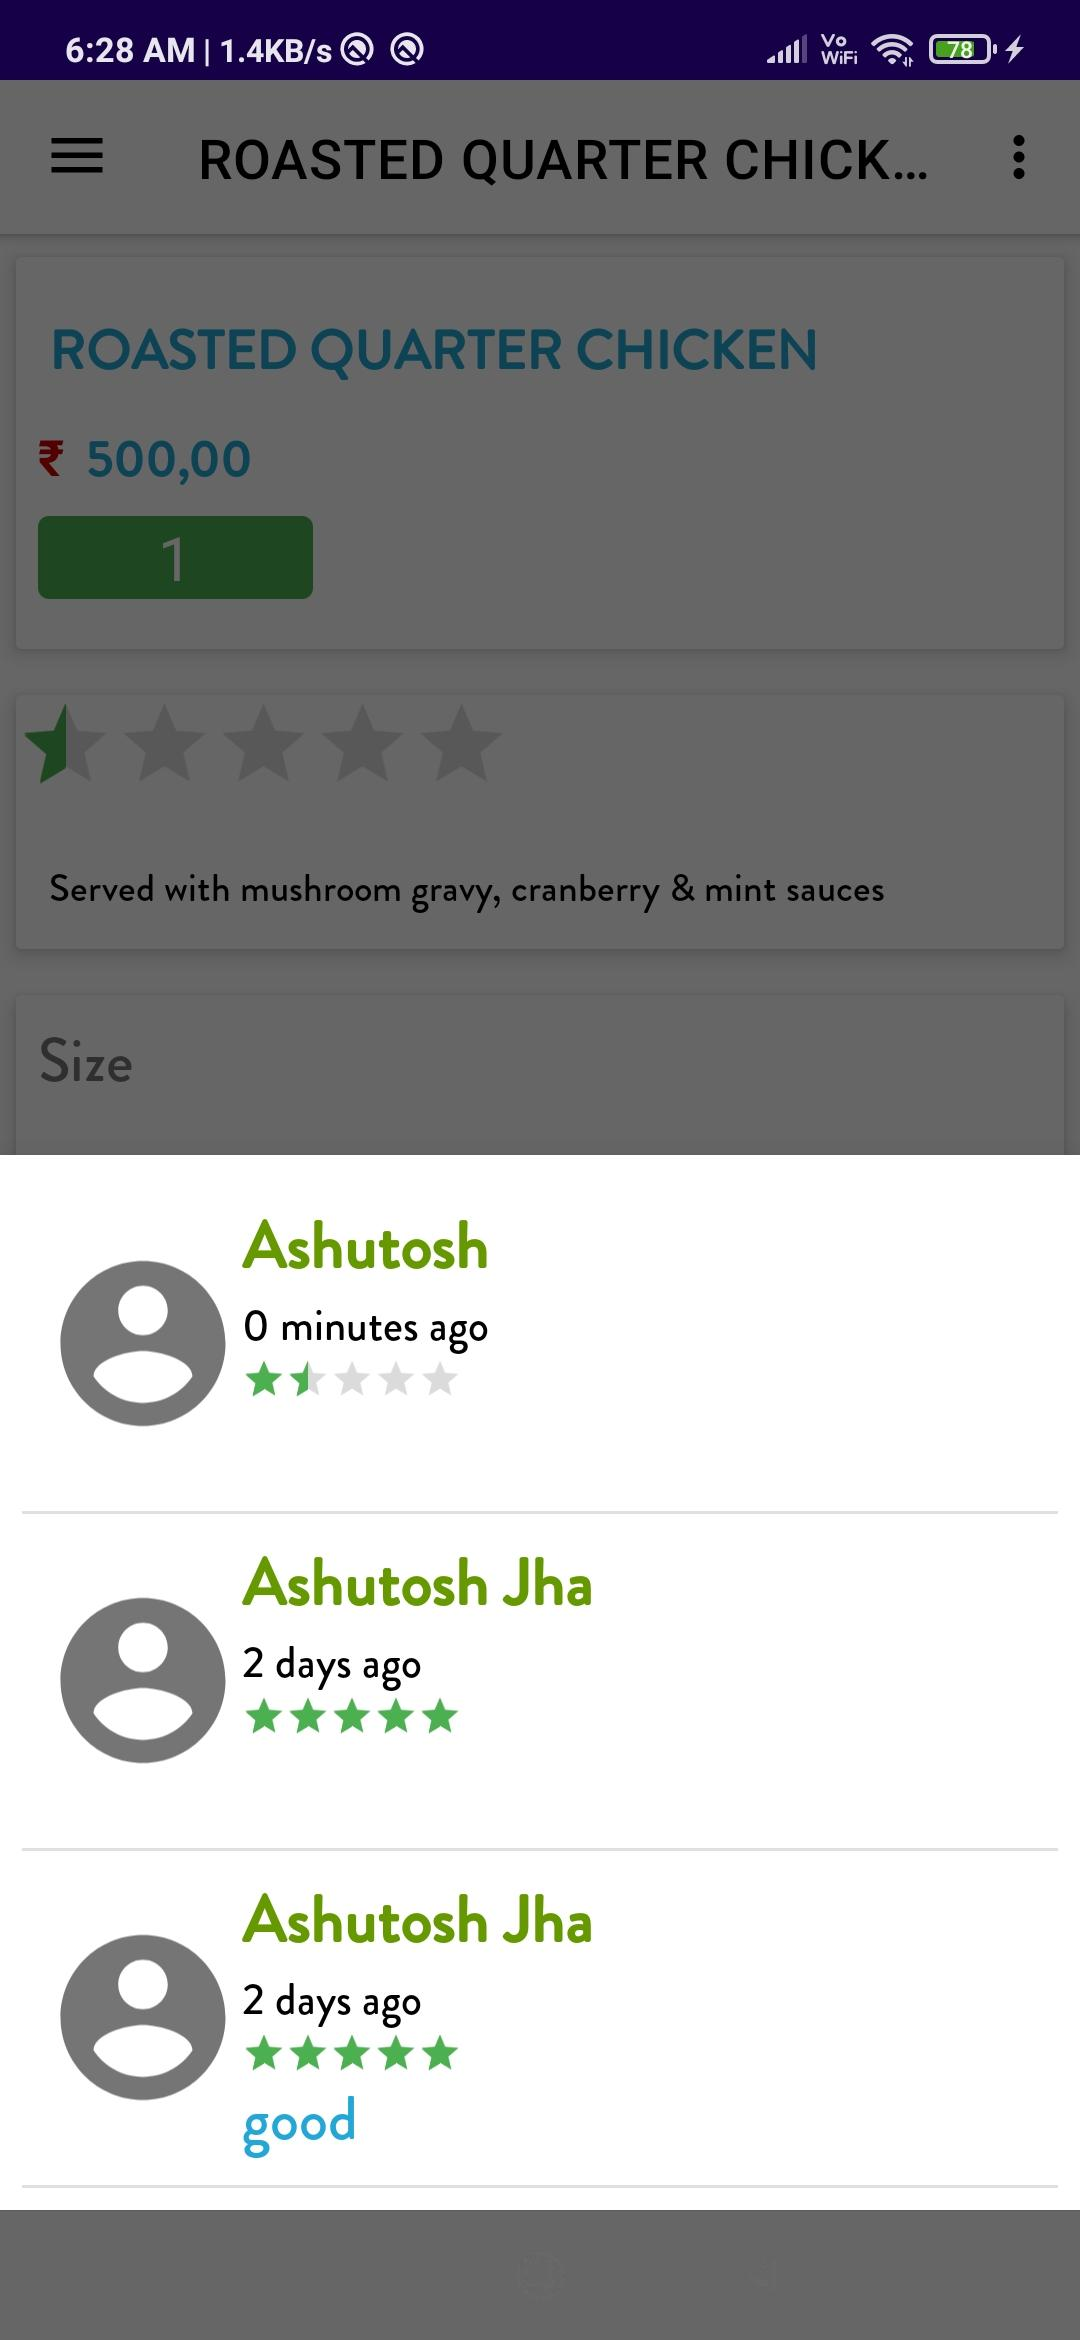 6:28 AM | 1.4KB/s
Vo WiFi
78
ROASTED QUARTER CHICK...
ROASTED QUARTER CHICKEN
₹ 500,00
1
Served with mushroom gravy, cranberry & mint sauces
Size
Ashutosh
0 minutes ago
Ashutosh Jha
2 days ago
Ashutosh Jha
2 days ago
good